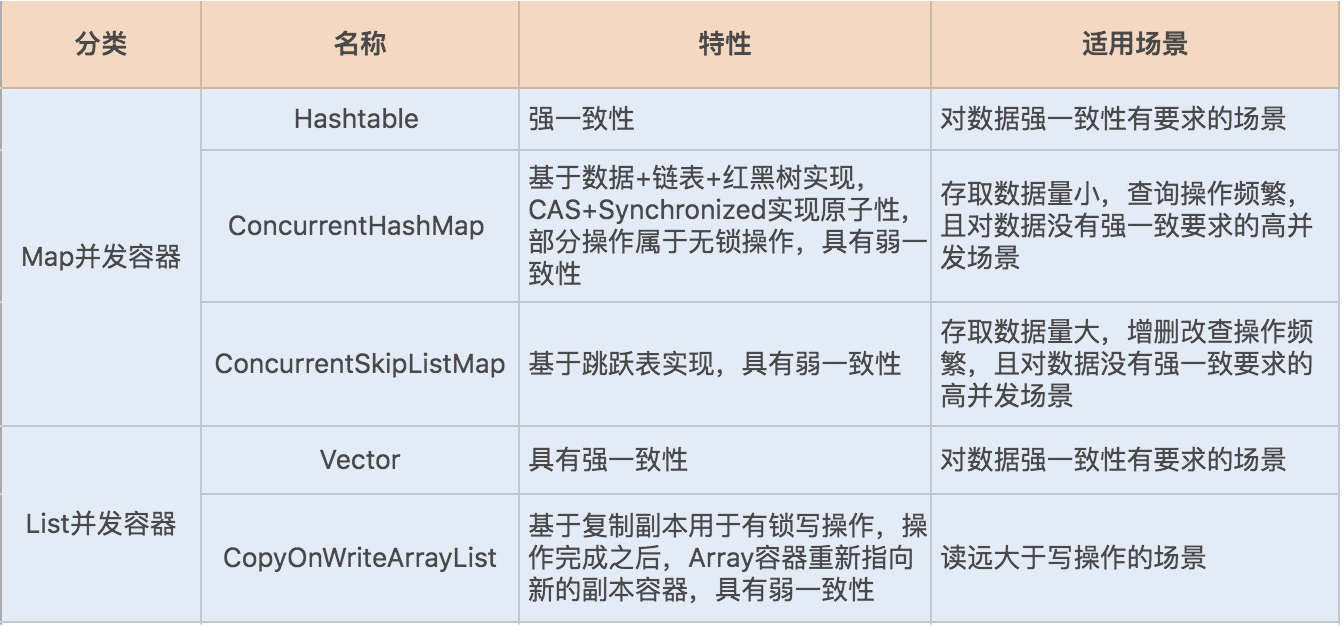 分类
名称
特性
适用场景
Map并发容器
Hashtable
强一致性
对数据强一致性有要求的场景
ConcurrentHashMap
基于数据+链表+红黑树实现，
CAS+Synchronized实现原子性，
部分操作属于无锁操作，具有弱一
致性
存取数据量小，查询操作频繁，
且对数据没有强一致要求的高并
发场景
ConcurrentSkipListMap
基于跳跃表实现，具有弱一致性
存取数据量大，增删改查操作频
繁，且对数据没有强一致要求的
高并发场景
List并发容器
Vector
具有强一致性
对数据强一致性有要求的场景
CopyOnWriteArrayList
基于复制副本用于有锁写操作，操
作完成之后，Array容器重新指向
新的副本容器，具有弱一致性
读远大于写操作的场景